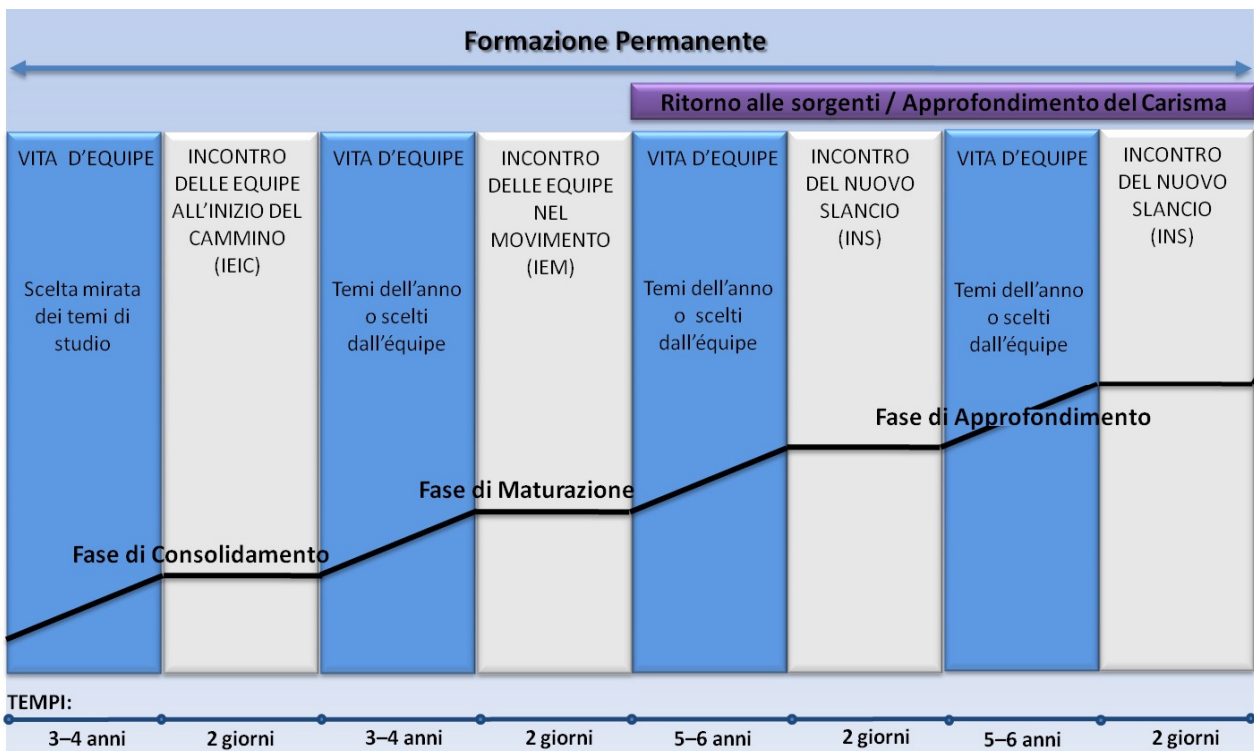 Formazione Permanente
Ritorno alle sorgenti / Approfondimento del Carisma
VITA D'EQUIPE
Scelta mirata
dei temi di
studio
INCONTRO
DELLE EQUIPE
ALL'INIZIO DEL
CAMMINO
(IEIC)
VITA D'EQUIPE
Temi dell'anno
o scelti
dall'équipe
INCONTRO
DELLE EQUIPE
NEL
MOVIMENTO
(IEM)
VITA D'EQUIPE
Temi dell'anno
o scelti
dall'équipe
INCONTRO
DEL NUOVO
SLANCIO
(INS)
VITA D'EQUIPE
Temi dell'anno
o scelti
dall'équipe
INCONTRO
DEL NUOVO
SLANCIO
(INS)
Fase di Consolidamento
Fase di Maturazione
Fase di Approfondimento
TEMPI:
3–4 anni
2 giorni
3–4 anni
2 giorni
5-6 anni
2 giorni
5–6 anni
2 giorni